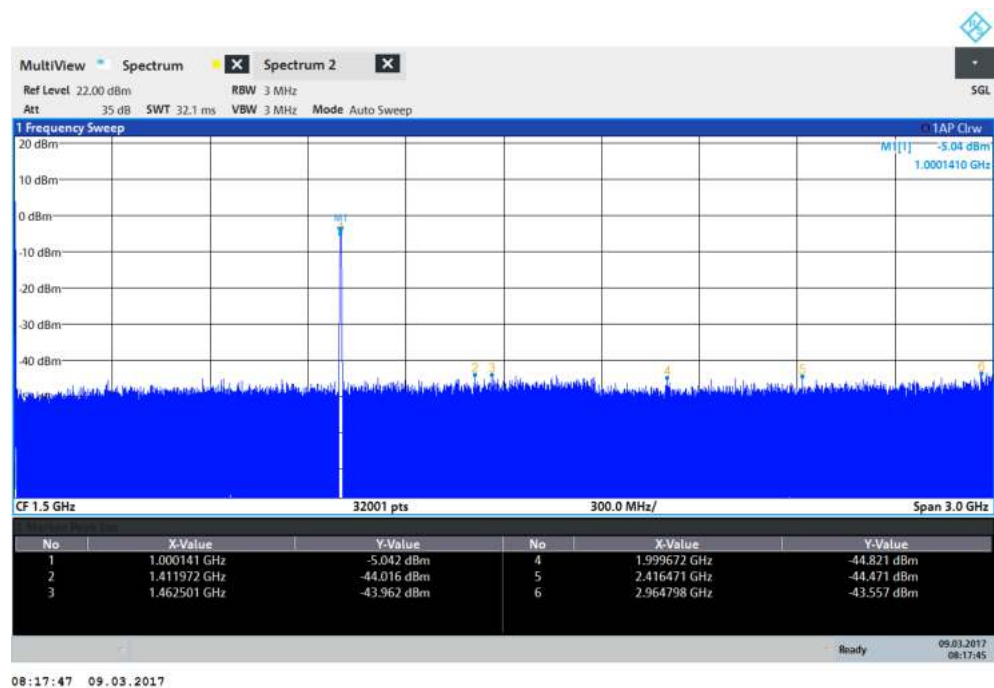 MultiView Spectrum X Spectrum 2 X
Ref Level 22.00 dBm RBW 3 MHz SGL
Att 35 dB SWT 32.1 ms VBW 3 MHz Mode Auto Sweep
1 Frequency Sweep 1AP Clrw
20 dBm M1[1] -5.04 dBm
1.0001410 GHz
10 dBm
0 dBm M1
-10 dBm
-20 dBm
-30 dBm
-40 dBm 2 3 4 5 6
CF 1.5 GHz 32001 pts 300.0 MHz/ Span 3.0 GHz
2 Marker Peak List
No X-Value Y-Value No X-Value Y-Value
1 1.000141 GHz -5.042 dBm 4 1.999672 GHz -44.821 dBm
2 1.411972 GHz -44.016 dBm 5 2.416471 GHz -44.471 dBm
3 1.462501 GHz -43.962 dBm 6 2.964798 GHz -43.557 dBm
Ready 09.03.2017
08:17:45
08:17:47 09.03.2017